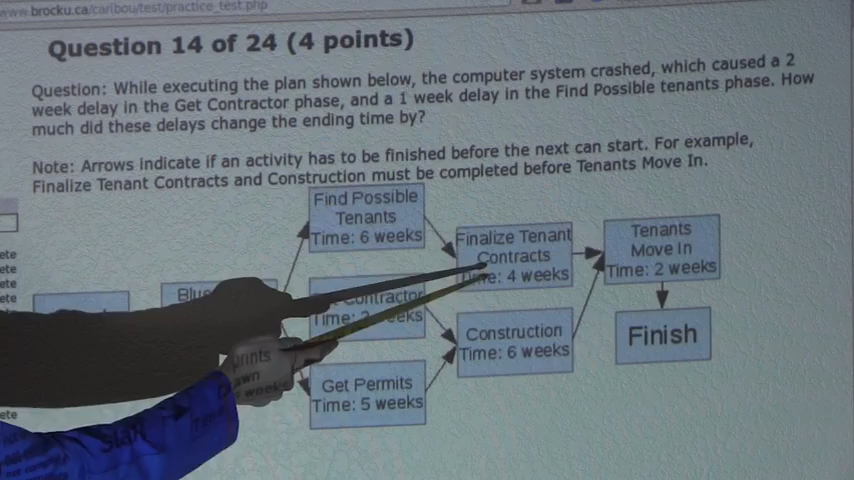 www.brocku.ca/caribou/test/practice_test.php
Question 14 of 24 (4 points)
Question: While executing the plan shown below, the computer system crashed, which caused a 2
week delay in the Get Contractor phase, and a 1 week delay in the Find Possible tenants phase. How
much did these delays change the ending time by?
Note: Arrows indicate if an activity has to be finished before the next can start. For example,
Finalize Tenant Contracts and Construction must be completed before Tenants Move In.
Find Possible
Tenants
Time: 6 weeks
Finalize Tenant
Contracts
Time: 4 weeks
Tenants
Move In
Time: 2 weeks
Contractor
Time:
Construction
Time: 6 weeks
Finish
Get Permits
Time: 5 weeks